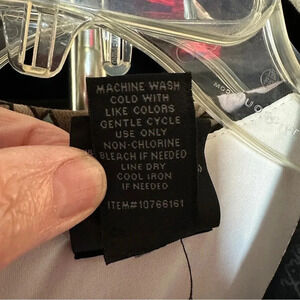 MACHINE WASH
COLD WITH
LIKE COLORS
GENTLE CYCLE
USE ONLY
NON-CHLORINE
BLEACH IF NEEDED
LINE DRY
COOL IRON
IF NEEDED
ITEM#10766161